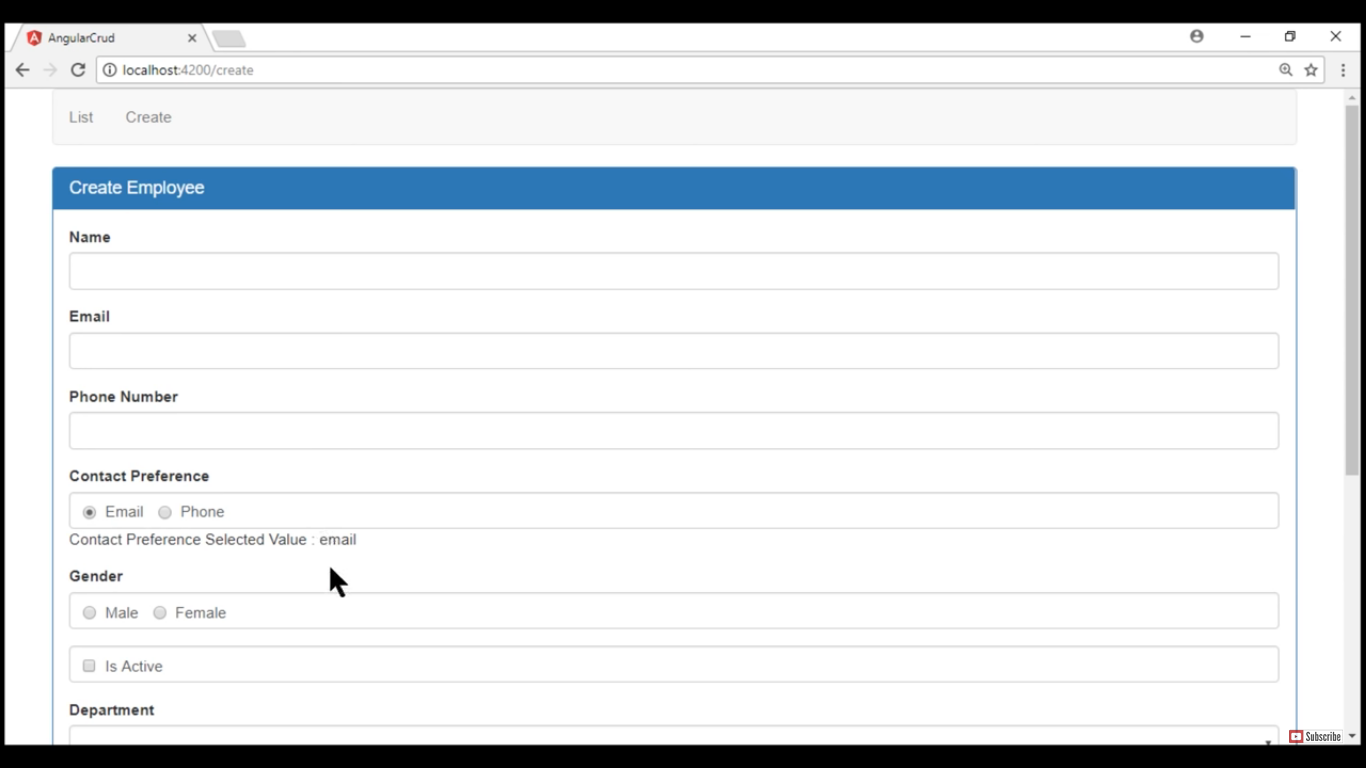 AngularCrud
localhost:4200/create
List Create
Create Employee
Name
Email
Phone Number
Contact Preference
Email Phone
Contact Preference Selected Value : email
Gender
Male Female
Is Active
Department
Subscribe